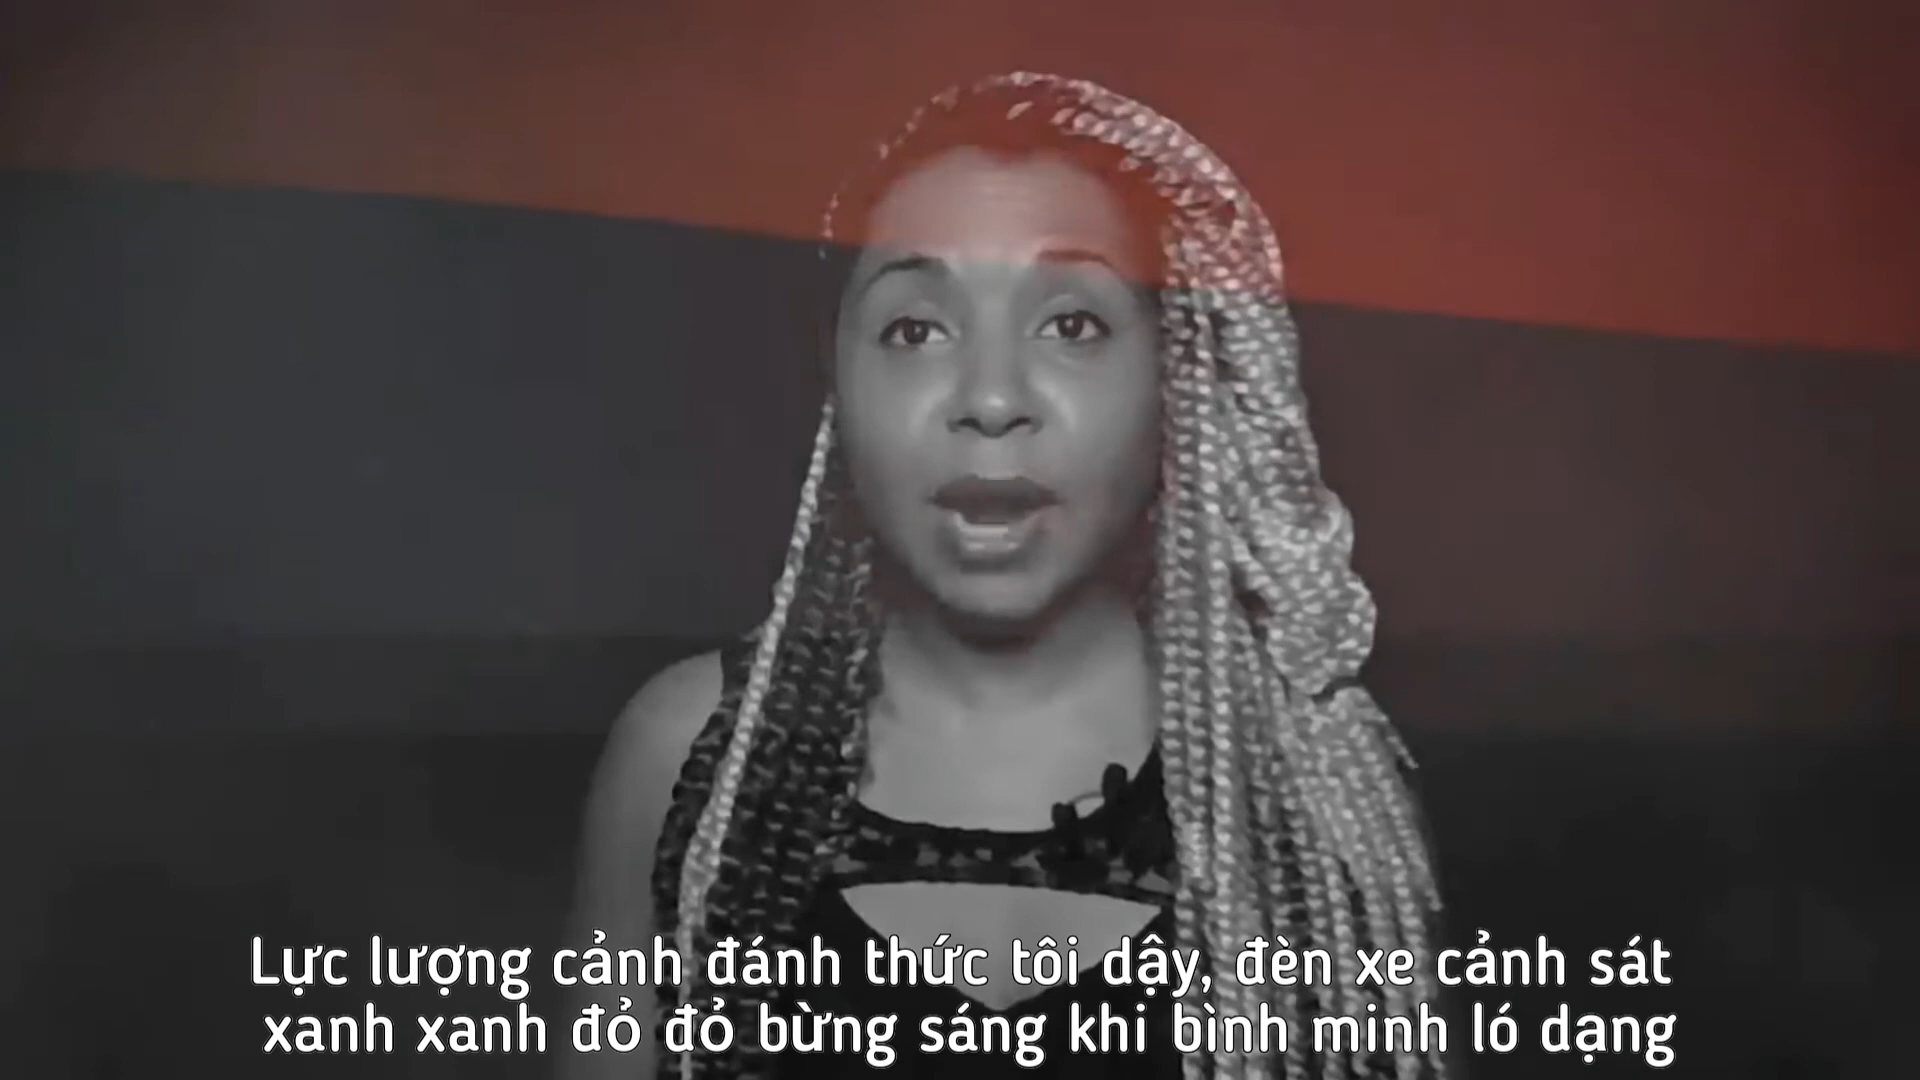 Lực lượng cảnh đánh thức tôi dậy, đèn xe cảnh sát
xanh xanh đỏ đỏ bừng sáng khi bình minh ló dạng